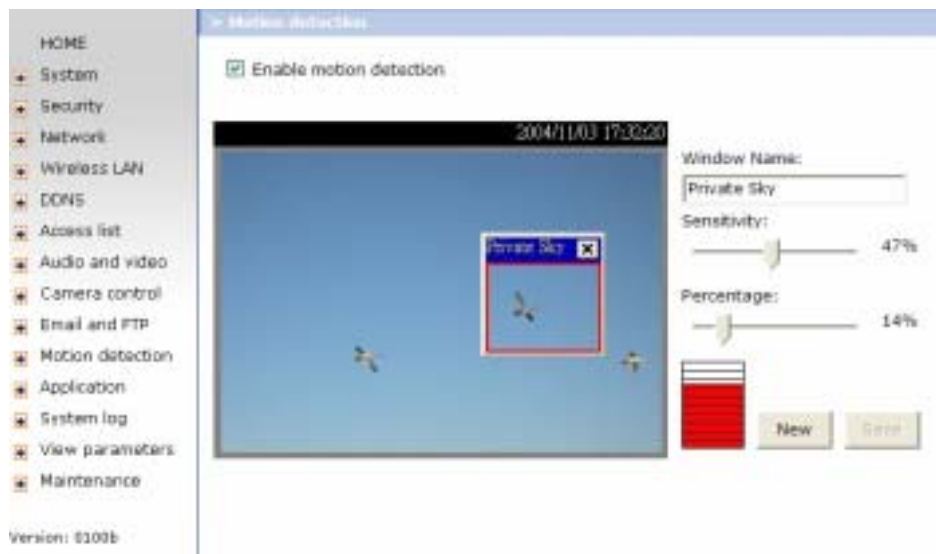 > Motion detection
HOME
System
Security
Network
Wireless LAN
DDNS
Access list
Audio and video
Camera control
Email and FTP
Motion detection
Application
System log
View parameters
Maintenance
Version: 0100b
Enable motion detection
2004/11/03 17:32:20
Private Sky
Window Name:
Private Sky
Sensitivity:
47%
Percentage:
14%
New
Save